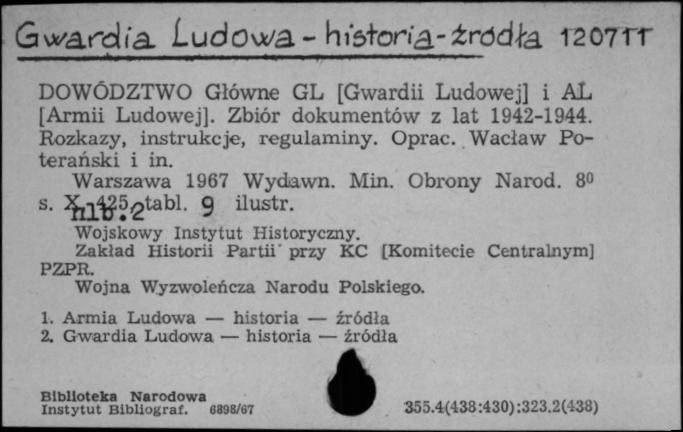 Gwardia Ludowa - historia - źródła 1207TT
DOWÓDZTWO Główne GL [Gwardii Ludowej] i AL
[Armii Ludowej]. Zbiór dokumentów z lat 1942-1944.
Rozkazy, instrukcje, regulaminy. Oprac. Wacław Po-
terański i in.
Warszawa 1967 Wydawn. Min. Obrony Narod. 8⁰
s. X, 425, tabl. 9 ilustr.
nlb. 2
Wojskowy Instytut Historyczny.
Zakład Historii Partii przy KC [Komitecie Centralnym]
PZPR.
Wojna Wyzwoleńcza Narodu Polskiego.
1. Armia Ludowa — historia — źródła
2. Gwardia Ludowa — historia — źródła
Biblioteka Narodowa
Instytut Bibliograf. 6898/67 355.4(438:430):323.2(438)